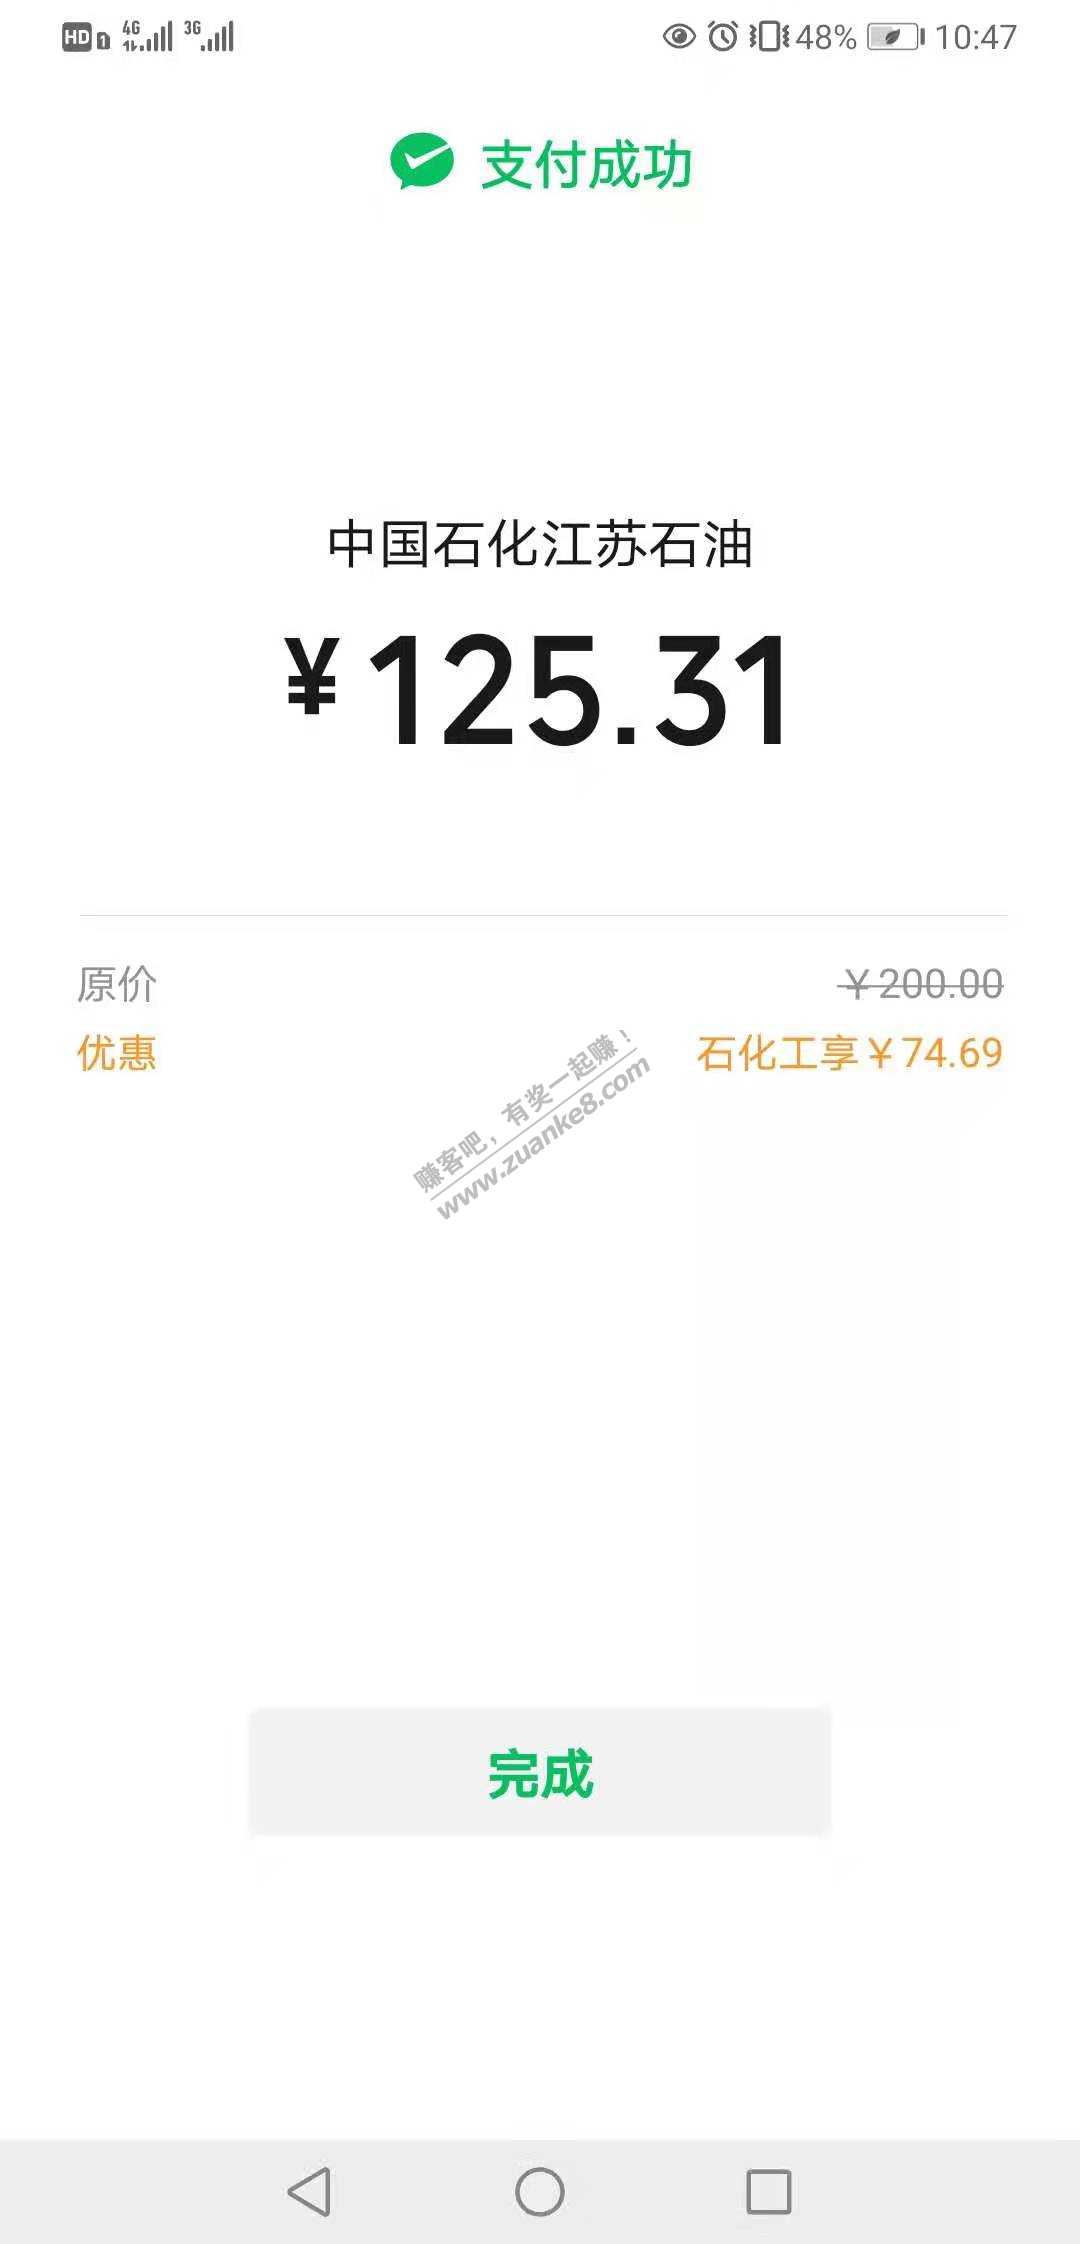 HD 1 4G 3G 48% 10:47
支付成功
中国石化江苏石油
¥125.31
原价 ¥200.00
优惠 石化工享¥74.69
赚客吧，有奖一起赚！
www.zuanke8.com
完成